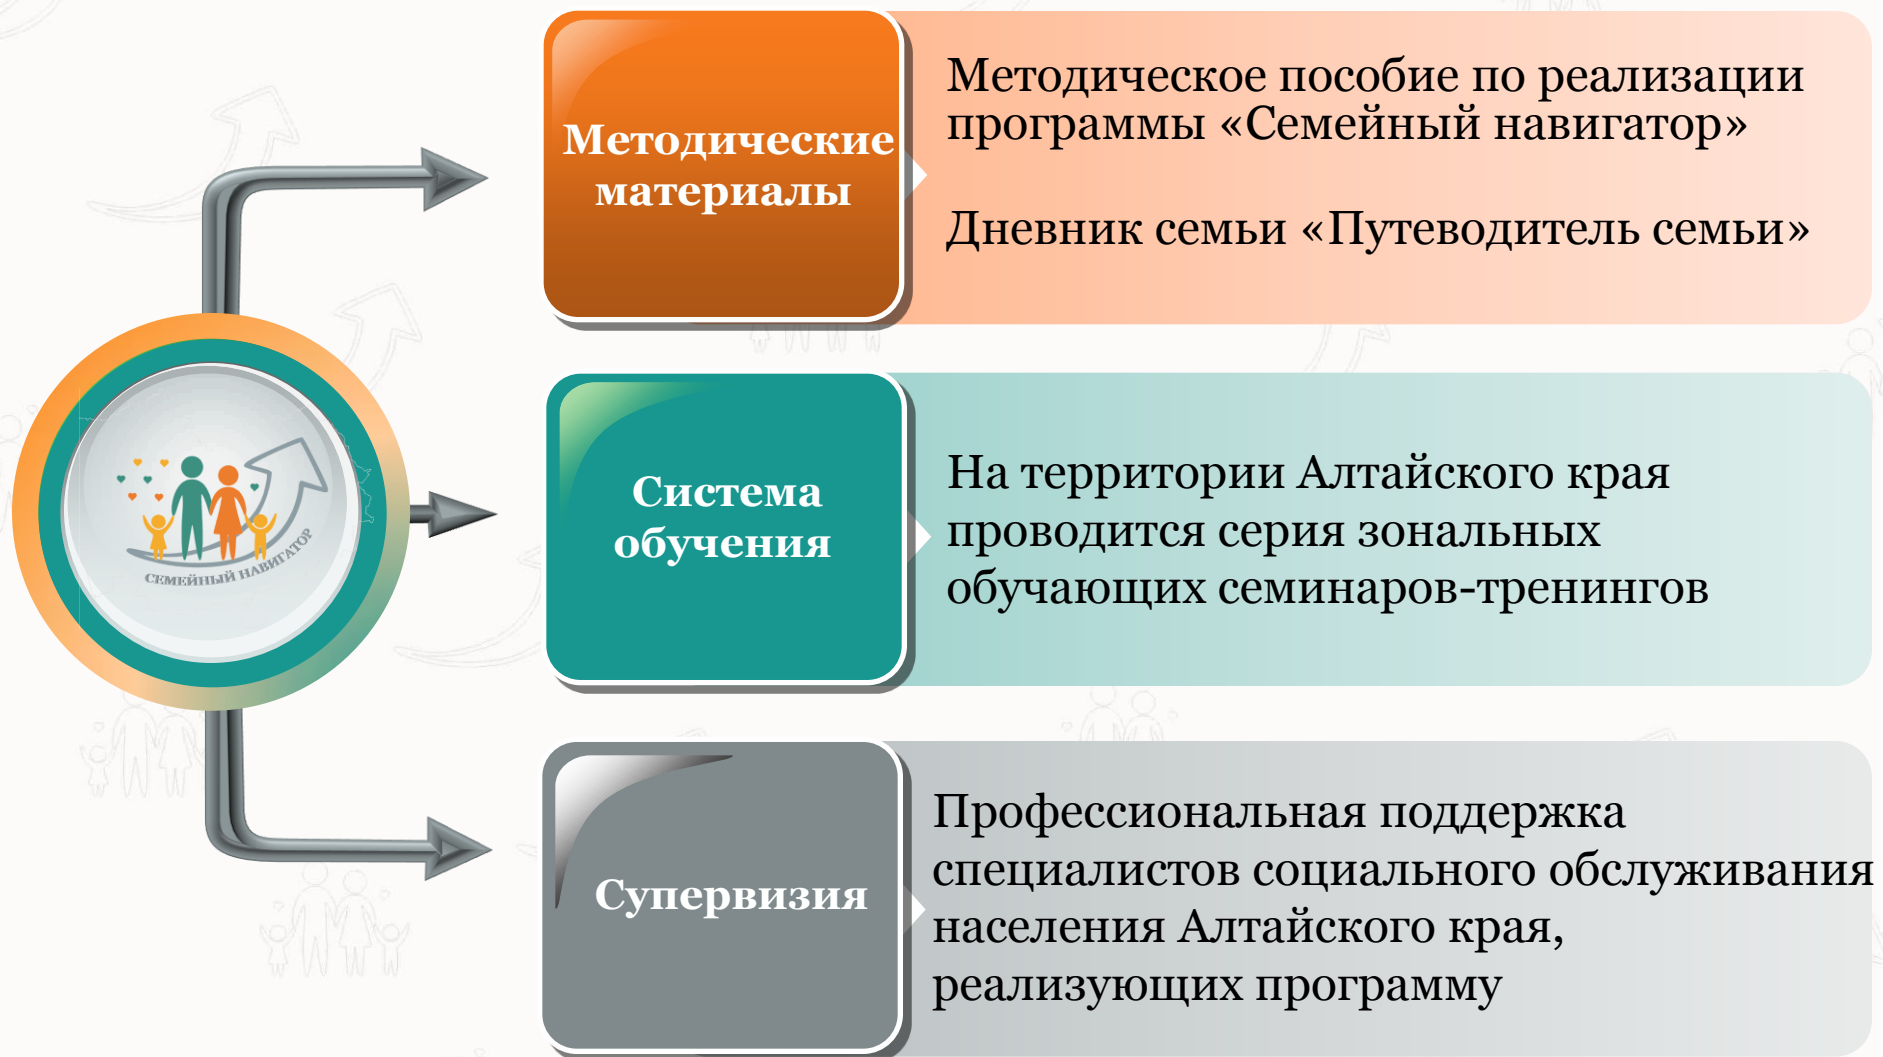 Методические
материалы
Методическое пособие по реализации
программы «Семейный навигатор»
Дневник семьи «Путеводитель семьи»
СЕМЕЙНЫЙ НАВИГАТОР
Система
обучения
На территории Алтайского края
проводится серия зональных
обучающих семинаров-тренингов
Супервизия
Профессиональная поддержка
специалистов социального обслуживания
населения Алтайского края,
реализующих программу